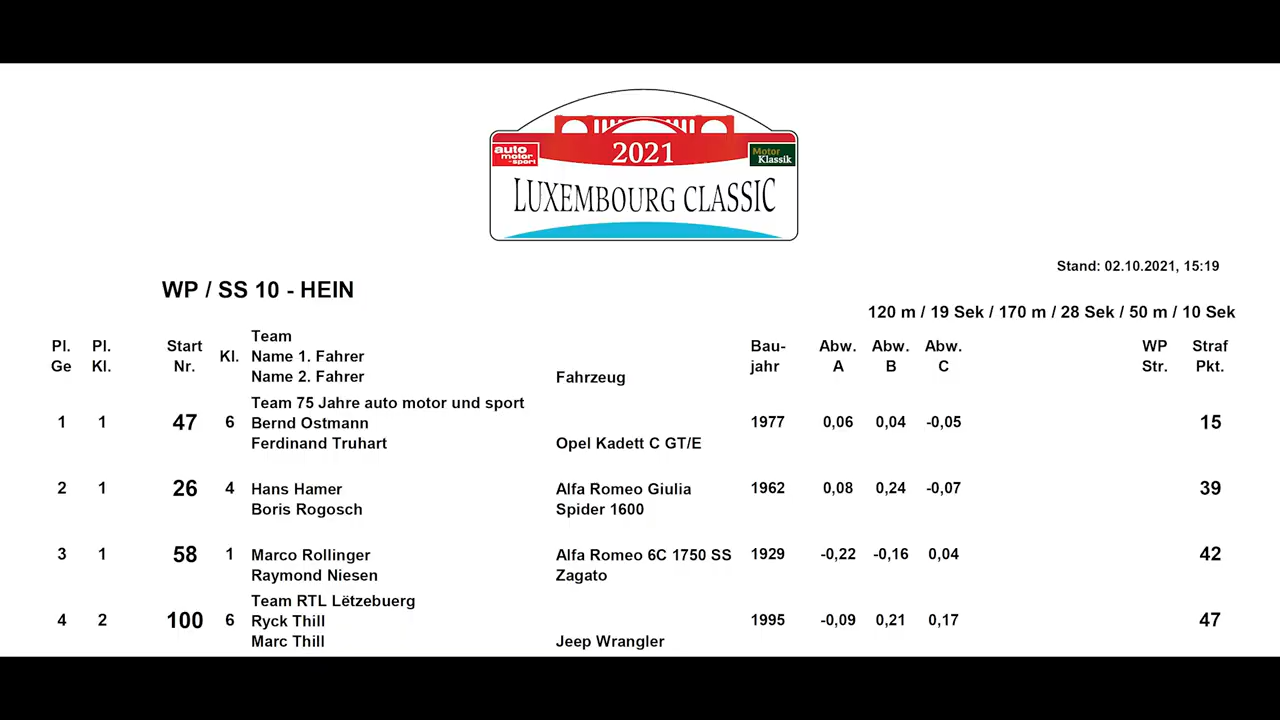 2021
auto
motor
-sport
Motor
Klassik
LUXEMBOURG CLASSIC
Stand: 02.10.2021, 15:19
WP / SS 10 - HEIN
120 m / 19 Sek / 170 m / 28 Sek / 50 m / 10 Sek
Pl. Pl. Start Kl. Team Bau- Abw. Abw. Abw. WP Straf
Ge Kl. Nr. Name 1. Fahrer jahr A B C Str. Pkt.
Name 2. Fahrer Fahrzeug
Team 75 Jahre auto motor und sport
1 1 47 6 Bernd Ostmann 1977 0,06 0,04 -0,05 15
Ferdinand Truhart Opel Kadett C GT/E
2 1 26 4 Hans Hamer Alfa Romeo Giulia 1962 0,08 0,24 -0,07 39
Boris Rogosch Spider 1600
3 1 58 1 Marco Rollinger Alfa Romeo 6C 1750 SS 1929 -0,22 -0,16 0,04 42
Raymond Niesen Zagato
Team RTL Lëtzebuerg
4 2 100 6 Ryck Thill 1995 -0,09 0,21 0,17 47
Marc Thill Jeep Wrangler